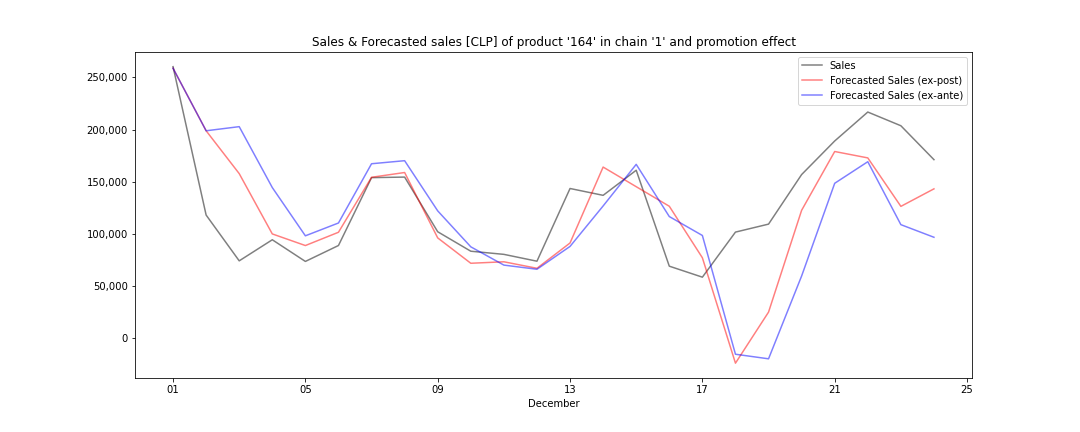 Sales & Forecasted sales [CLP] of product '164' in chain '1' and promotion effect
Sales
Forecasted Sales (ex-post)
Forecasted Sales (ex-ante)
250,000
200,000
150,000
100,000
50,000
0
01 05 09 13 17 21 25
December